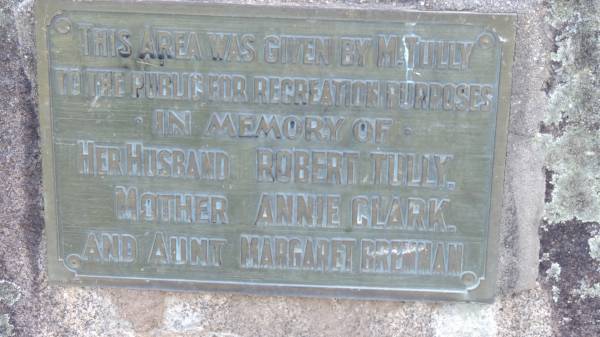 THIS AREA WAS GIVEN BY M. TULLY
TO THE PUBLIC FOR RECREATION PURPOSES
· IN MEMORY OF ·
HER HUSBAND ROBERT TULLY,
MOTHER ANNIE CLARK.
AND AUNT MARGARET BRENNAN